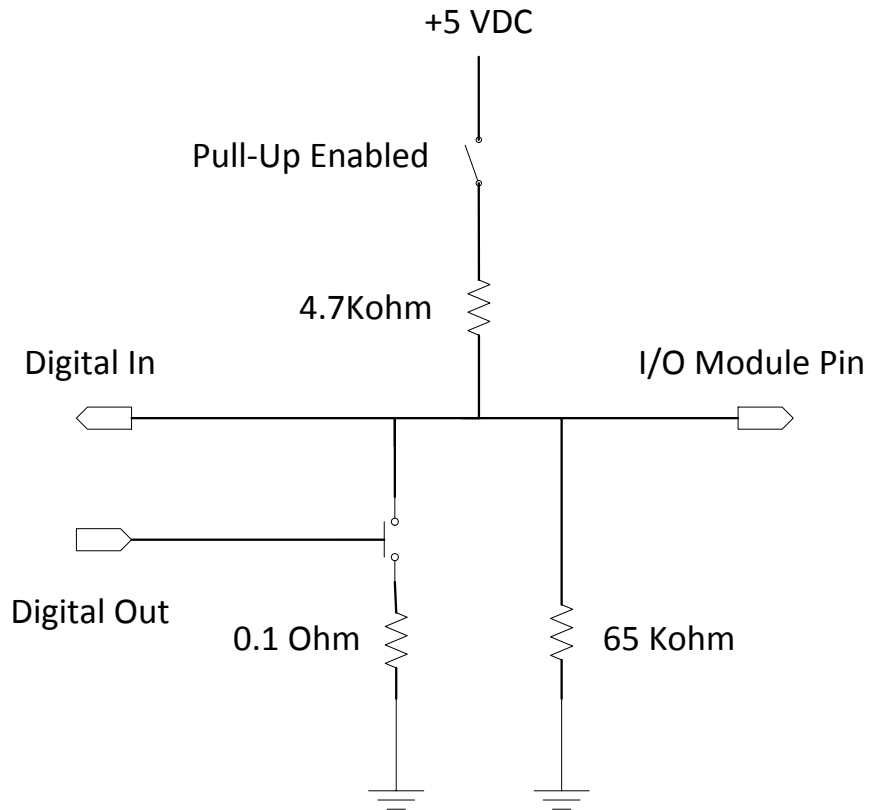 +5 VDC
Pull-Up Enabled
4.7Kohm
Digital In
I/O Module Pin
Digital Out
0.1 Ohm
65 Kohm